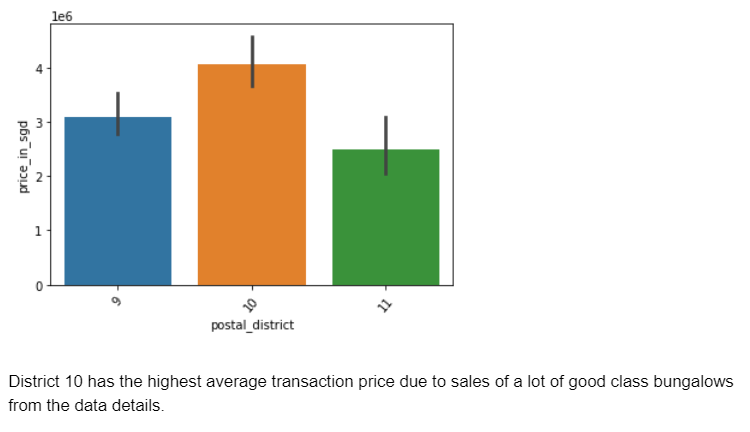 1e6
4
3
2
1
0
price_in_sgd
9
10
11
postal_district
District 10 has the highest average transaction price due to sales of a lot of good class bungalows
from the data details.